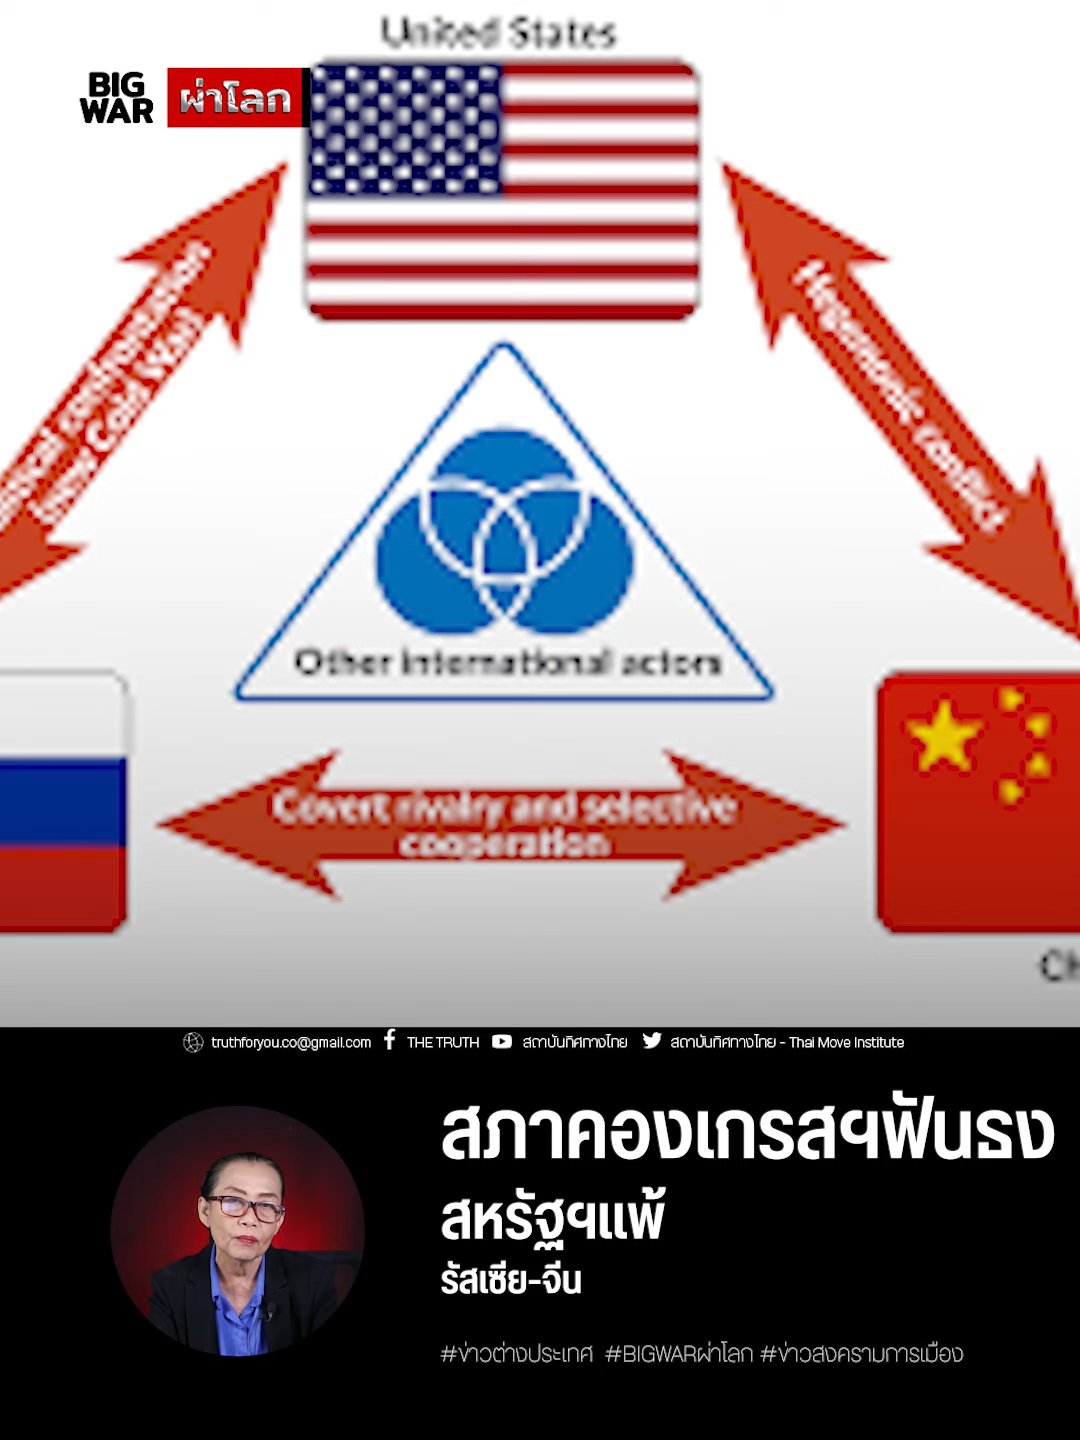 United States
BIG
WAR
ผ่าโลก
confrontation
Cold War
Hegemonic conflict
Other international actors
Covert rivalry and selective
cooperation
Ch
truthforyou.co@gmail.com THE TRUTH สถาบันทิศทางไทย สถาบันทิศทางไทย - Thai Move Institute
สภาคองเกรสฯฟันธง
สหรัฐฯแพ้
รัสเซีย-จีน
#ข่าวต่างประเทศ #BIGWARผ่าโลก #ข่าวสงครามการเมือง